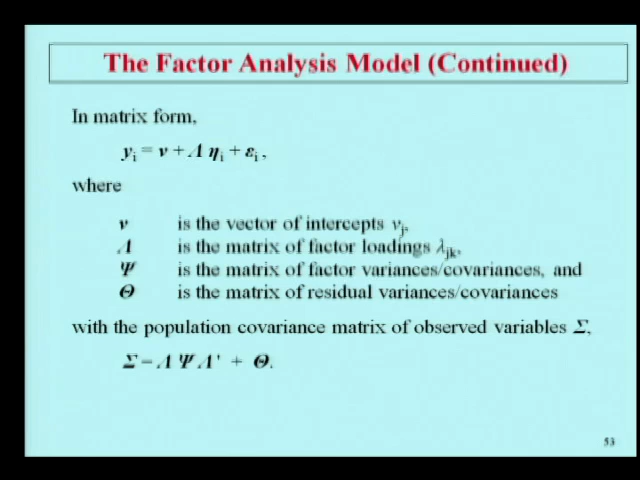 The Factor Analysis Model (Continued)
In matrix form,
yi = ν + Λ ηi + εi ,
where
ν is the vector of intercepts νj,
Λ is the matrix of factor loadings λjk,
Ψ is the matrix of factor variances/covariances, and
Θ is the matrix of residual variances/covariances
with the population covariance matrix of observed variables Σ,
Σ = Λ Ψ Λ' + Θ.
53